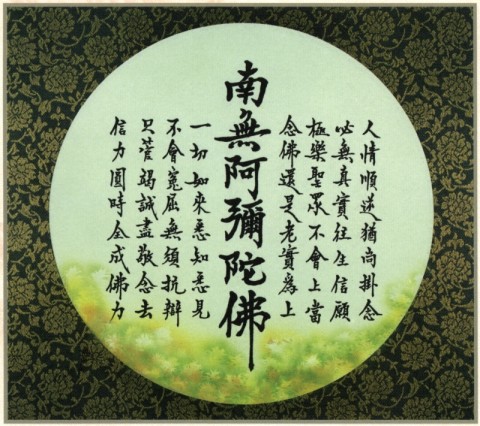 人情順逆猶尚掛念
必無真實往生信願
極樂聖眾不會上當
念佛還是老實為上
南無阿彌陀佛
一切如來悉知悉見
不會冤屈無須抗辯
只管竭誠盡敬念去
信力圓時全成佛力